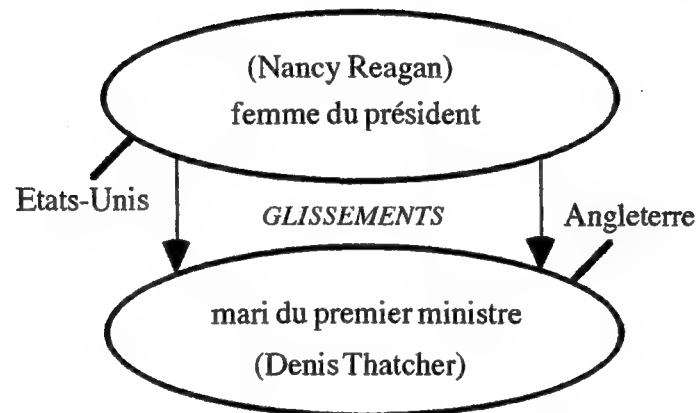 (Nancy Reagan)
femme du président
Etats-Unis
GLISSEMENTS
Angleterre
mari du premier ministre
(Denis Thatcher)